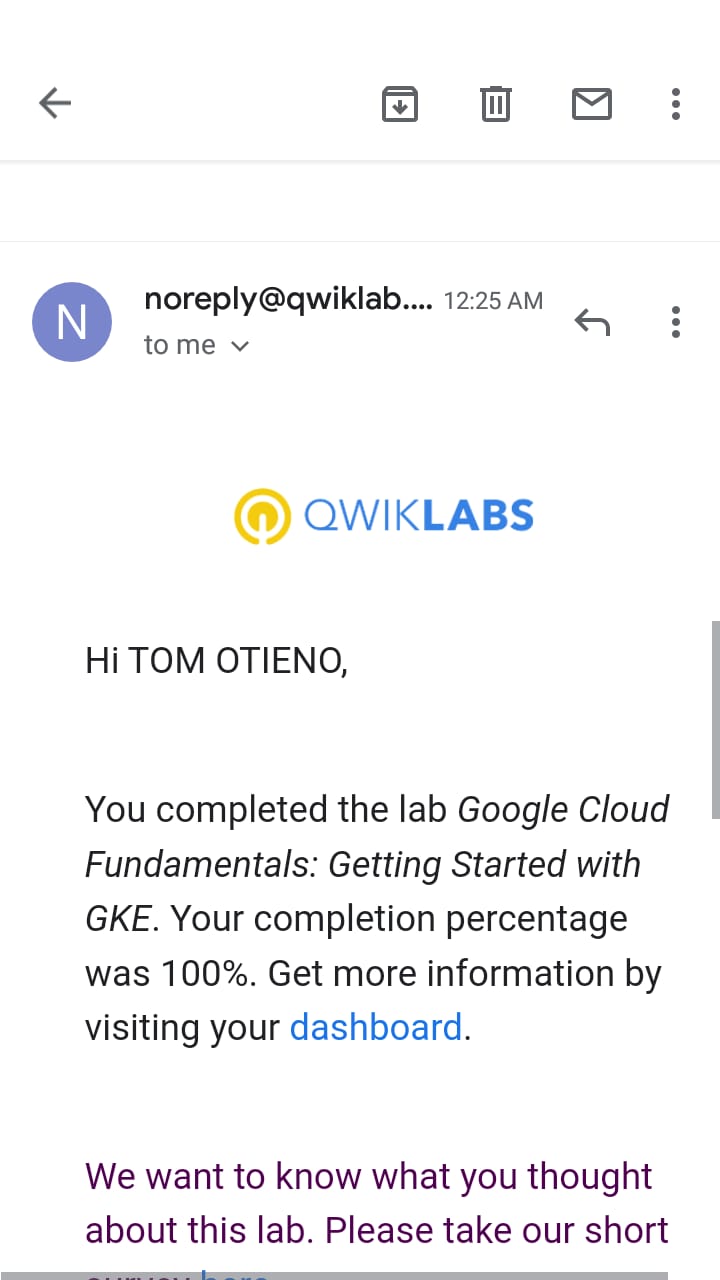 N
noreply@qwiklab.... 12:25 AM
to me
QWIKLABS
Hi TOM OTIENO,
You completed the lab Google Cloud
Fundamentals: Getting Started with
GKE. Your completion percentage
was 100%. Get more information by
visiting your dashboard.
We want to know what you thought
about this lab. Please take our short
survey here